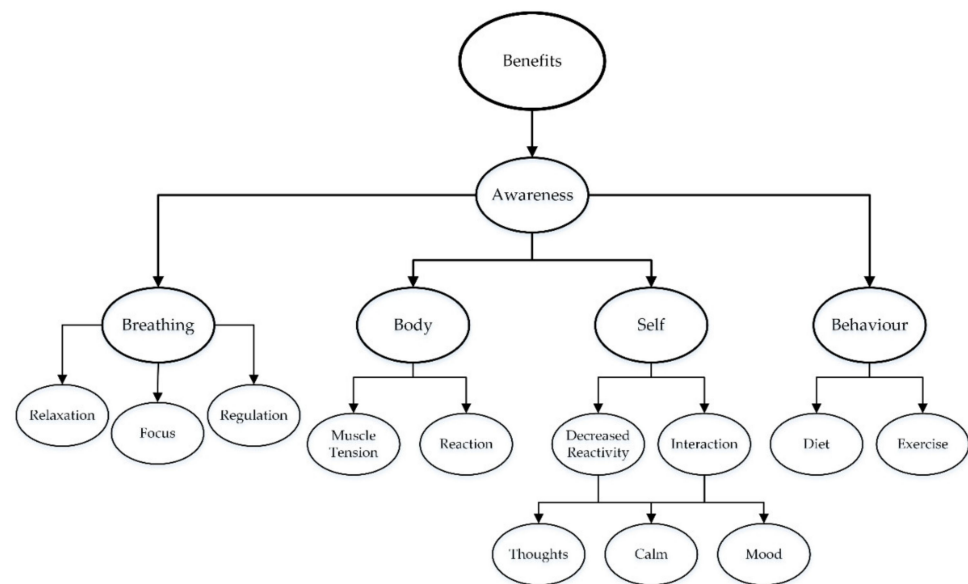 Benefits
Awareness
Breathing
Body
Self
Behaviour
Relaxation
Focus
Regulation
Muscle
Tension
Reaction
Decreased
Reactivity
Interaction
Diet
Exercise
Thoughts
Calm
Mood